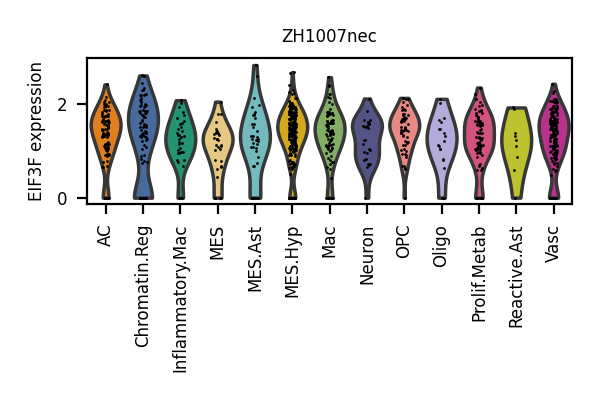 ZH1007nec
EIF3F expression
2
0
AC
Chromatin.Reg
Inflammatory.Mac
MES
MES.Ast
MES.Hyp
Mac
Neuron
OPC
Oligo
Prolif.Metab
Reactive.Ast
Vasc